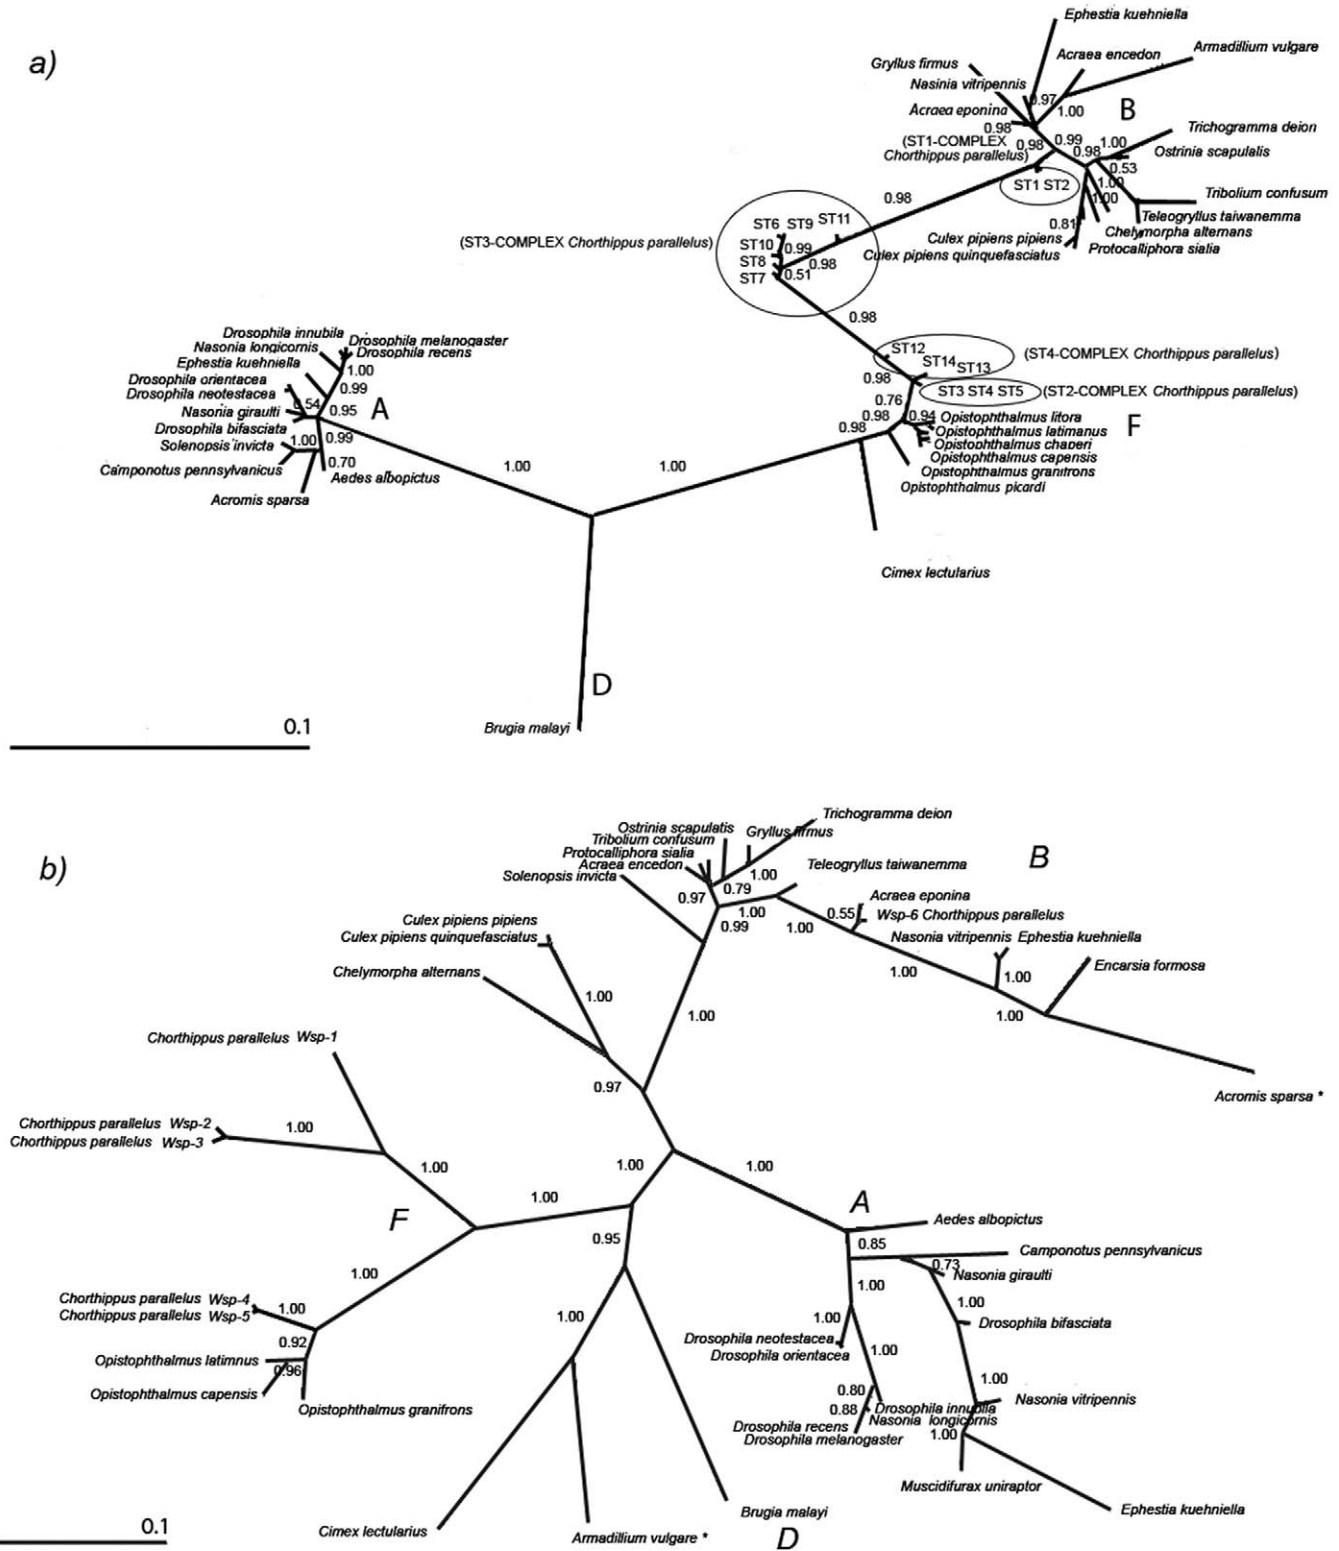 a)
Ephestia kuehniella
Armadillium vulgare
Acraea encedon
Gryllus firmus
Nasinia vitripennis
0.97
1.00
B
Acraea eponina
0.98
Trichogramma deion
(ST1-COMPLEX
Chorthippus parallelus)
0.98
0.99
1.00
0.98
Ostrinia scapulalis
0.53
ST1 ST2
1.00
1.00
Tribolium confusum
0.98
Teleogryllus taiwanemma
0.81
Chelymorpha alternans
Culex pipiens pipiens
Protocalliphora sialia
Culex pipiens quinquefasciatus
ST6 ST9 ST11
(ST3-COMPLEX Chorthippus parallelus)
ST10
0.99
ST8
0.98
ST7
0.51
0.98
Drosophila innubila
Drosophila melanogaster
Nasonia longicornis
Drosophila recens
Ephestia kuehniella
1.00
Drosophila orientacea
0.99
Drosophila neotestacea
0.54
0.95
A
Nasonia giraulti
Drosophila bifasciata
Solenopsis invicta
1.00
0.99
Camponotus pennsylvanicus
0.70
Aedes albopictus
Acromis sparsa
ST12
(ST4-COMPLEX Chorthippus parallelus)
ST14 ST13
0.98
ST3 ST4 ST5
(ST2-COMPLEX Chorthippus parallelus)
0.76
0.98
0.94
Opistophthalmus litora
F
0.98
Opistophthalmus latimanus
Opistophthalmus chaperi
Opistophthalmus capensis
Opistophthalmus granitrons
Opistophthalmus picardi
1.00
1.00
Cimex lectularius
D
Brugia malayi
0.1
b)
Trichogramma deion
Ostrinia scapulatis
Gryllus firmus
Tribolium confusum
Protocalliphora sialia
Acraea encedon
Solenopsis invicta
B
1.00
Teleogryllus taiwanemma
0.97
0.79
1.00
0.99
Acraea eponina
0.55
Wsp-6 Chorthippus parallelus
1.00
Culex pipiens pipiens
Culex pipiens quinquefasciatus
Nasonia vitripennis
Ephestia kuehniella
Chelymorpha alternans
1.00
1.00
Encarsia formosa
1.00
1.00
1.00
Chorthippus parallelus Wsp-1
0.97
Acromis sparsa *
Chorthippus parallelus Wsp-2
Chorthippus parallelus Wsp-3
1.00
1.00
1.00
1.00
1.00
F
A
Aedes albopictus
0.95
0.85
Camponotus pennsylvanicus
0.73
Nasonia giraulti
1.00
1.00
Chorthippus parallelus Wsp-4
Chorthippus parallelus Wsp-5
1.00
1.00
1.00
1.00
Drosophila bifasciata
0.92
Drosophila neotestacea
Drosophila orientacea
1.00
Opistophthalmus latimnus
0.96
Opistophthalmus capensis
0.80
1.00
Nasonia vitripennis
Opistophthalmus granifrons
0.88
Drosophila innubila
Nasonia longicornis
Drosophila recens
Drosophila melanogaster
1.00
Muscidifurax uniraptor
Ephestia kuehniella
Brugia malayi
Cimex lectularius
Armadillium vulgare *
D
0.1